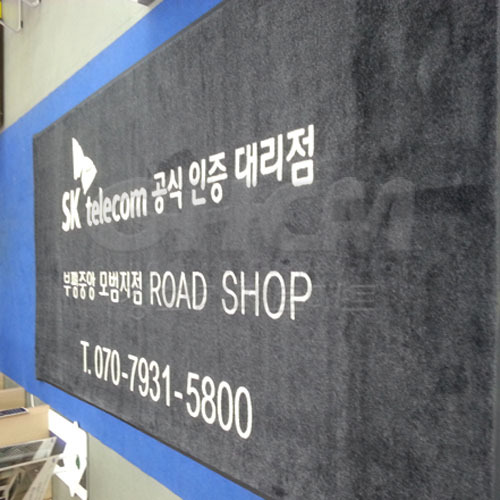 SK telecom 공식 인증 대리점
부평중앙 모범지점 ROAD SHOP
T. 070-7931-5800